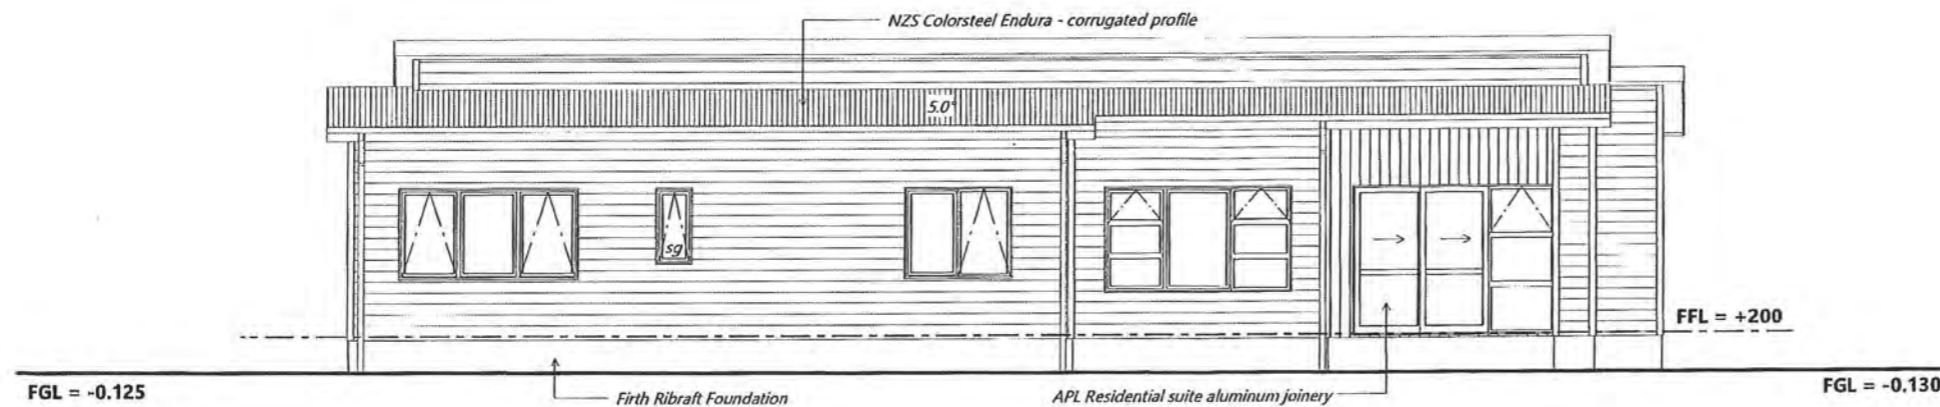 NZS Colorsteel Endura - corrugated profile
5.0°
sg
FFL = +200
FGL = -0.125
Firth Ribraft Foundation
APL Residential suite aluminum joinery
FGL = -0.130